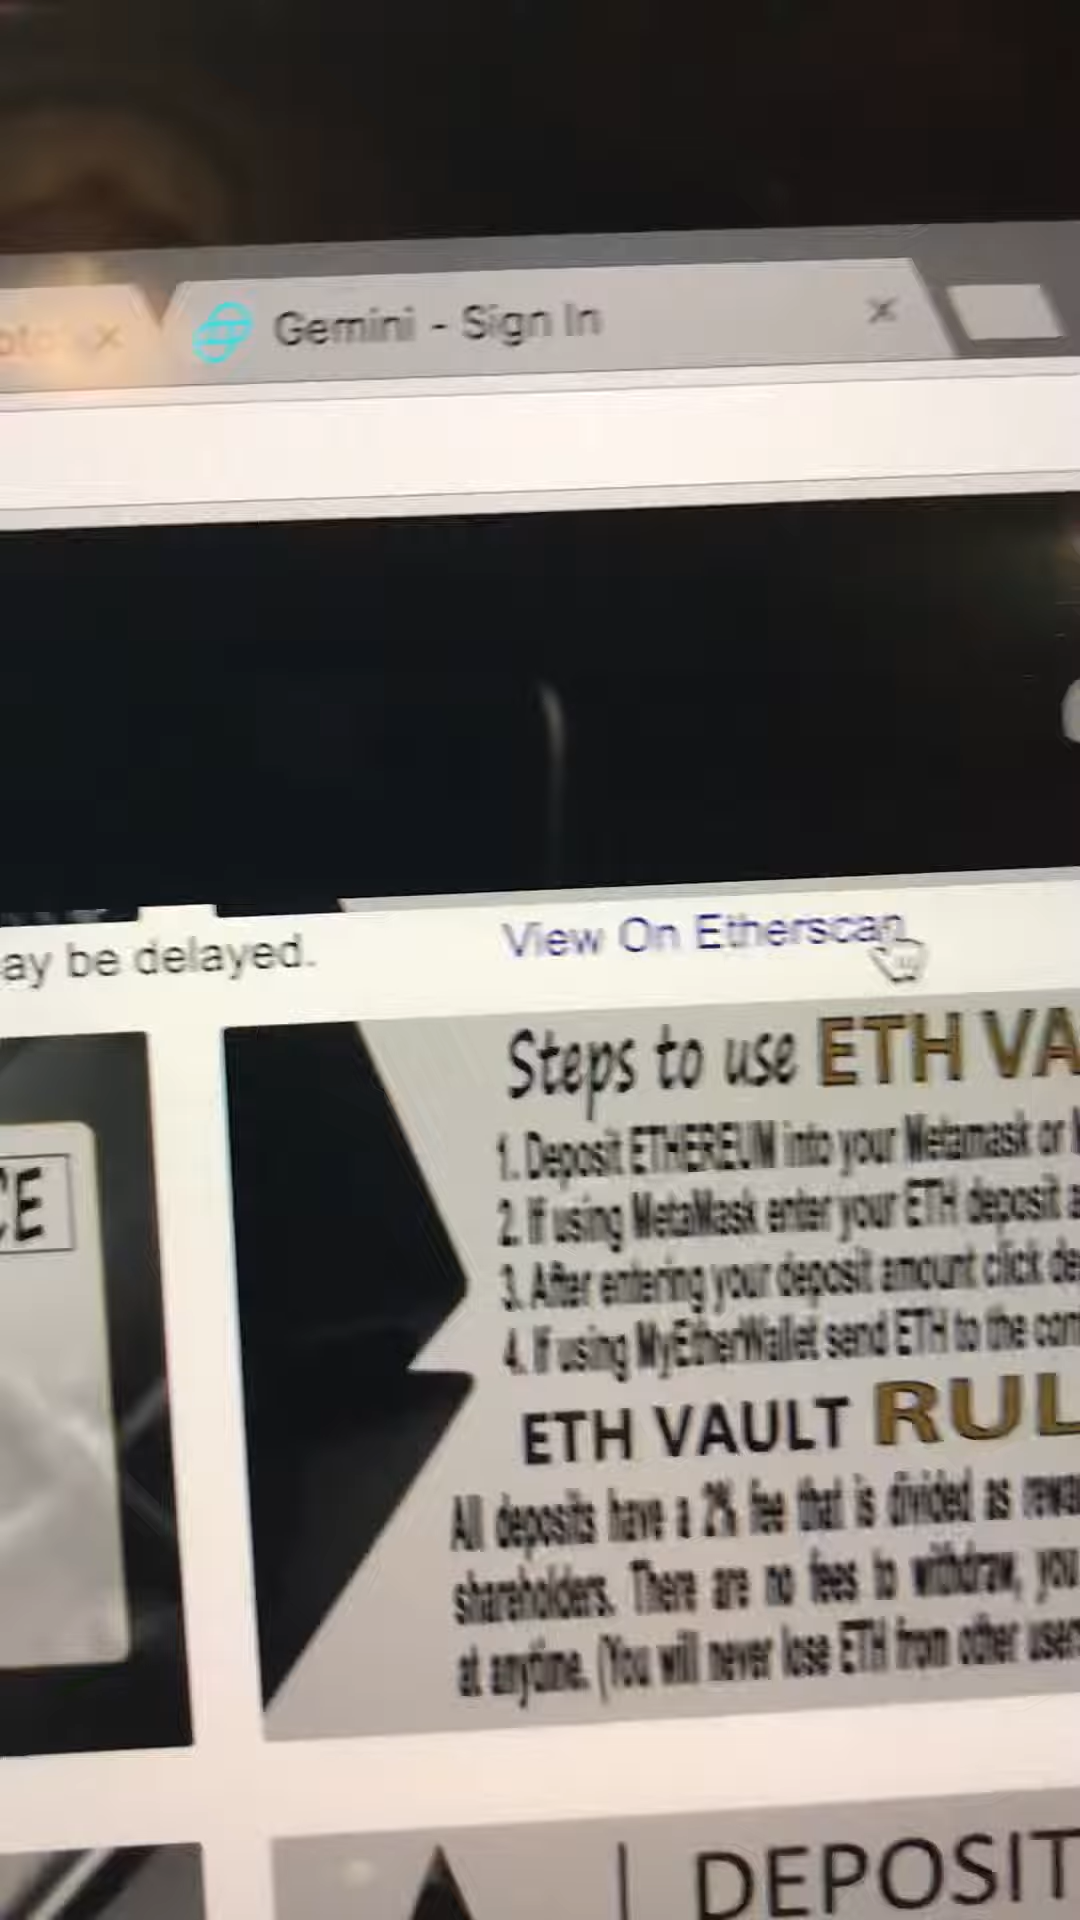 Gemini - Sign In
ay be delayed.
View On Etherscan
CE
Steps to use ETH VA
1. Deposit ETHEREUM into your Metamask or
2. If using MetaMask enter your ETH deposit
3. After entering your deposit amount click de
4. If using MyEtherWallet send ETH to the con
ETH VAULT RUL
All deposits have a 2% fee that is divided as rewa
shareholders. There are no fees to withdraw, you
at anytime. (You will never lose ETH from other user
DEPOSIT